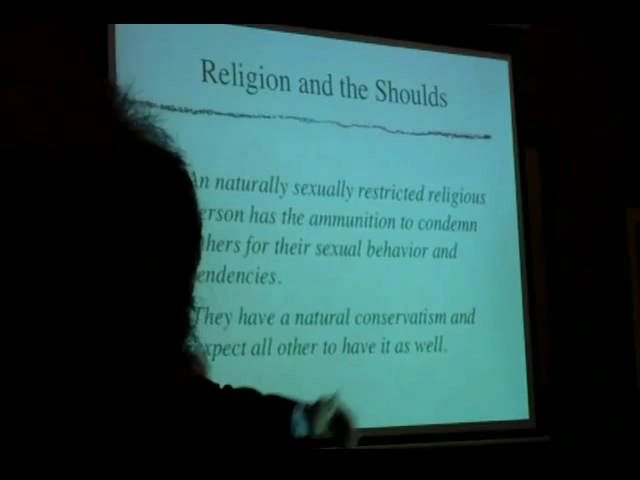 Religion and the Shoulds
An naturally sexually restricted religious
erson has the ammunition to condemn
hers for their sexual behavior and
endencies.
They have a natural conservatism and
xpect all other to have it as well.